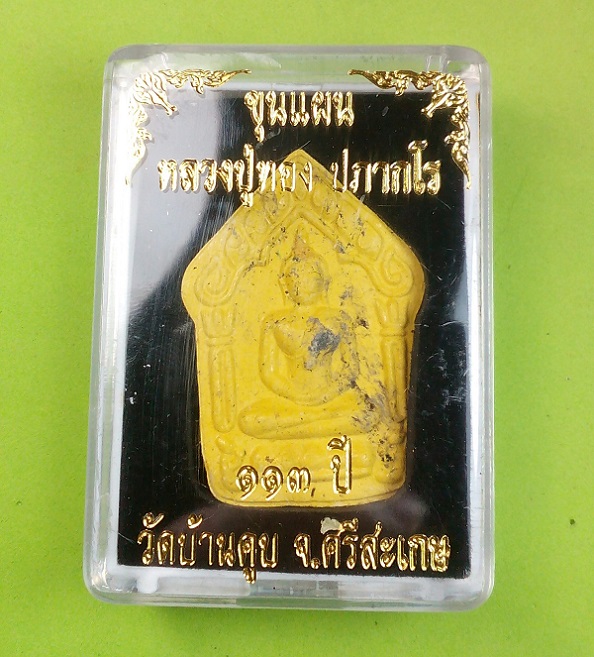 ขุนแผน
หลวงปู่ทอง ปภากโร
๑๑๓ ปี
วัดบ้านคูบ จ.ศรีสะเกษ